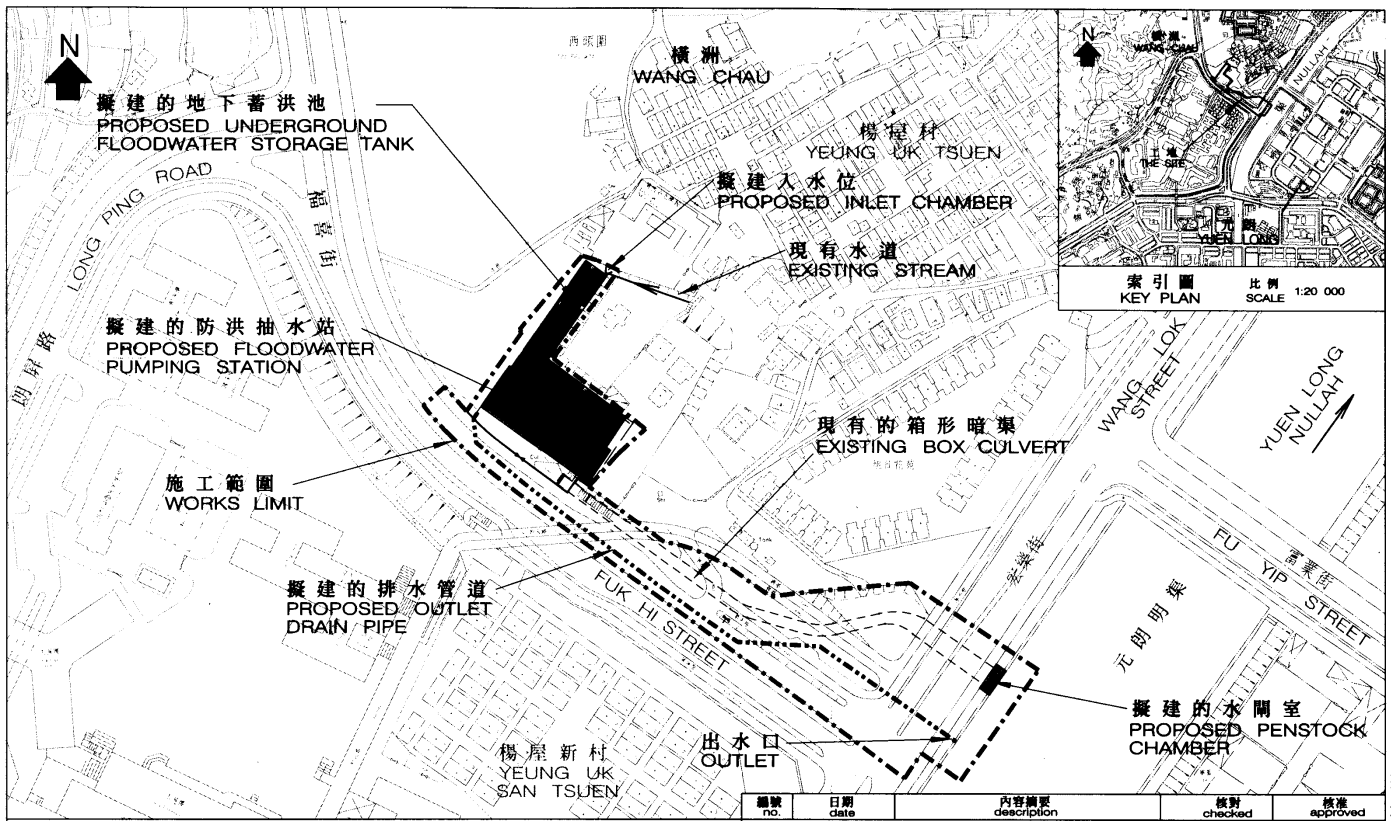 N
西頭圍
橫洲
WANG CHAU
擬建的地下蓄洪池
PROPOSED UNDERGROUND
FLOODWATER STORAGE TANK
楊屋村
YEUNG UK TSUEN
擬建入水位
PROPOSED INLET CHAMBER
現有水道
EXISTING STREAM
LONG PING ROAD
福喜街
擬建的防洪抽水站
PROPOSED FLOODWATER
PUMPING STATION
現有的箱形暗渠
EXISTING BOX CULVERT
施工範圍
WORKS LIMIT
擬建的排水管道
PROPOSED OUTLET
DRAIN PIPE
FUK HI STREET
楊屋新村
YEUNG UK
SAN TSUEN
出水口
OUTLET
擬建的水閘室
PROPOSED PENSTOCK
CHAMBER
宏樂街
WANG LOK
STREET
YUEN LONG
NULLAH
元朗明渠
FU YIP STREET
富業街
N
橫洲
WANG CHAU
NULLAH
工地
THE SITE
元朗
YUEN LONG
索引圖
KEY PLAN
比例
SCALE 1:20 000
編號
no.
日期
date
內容摘要
description
核對
checked
核准
approved